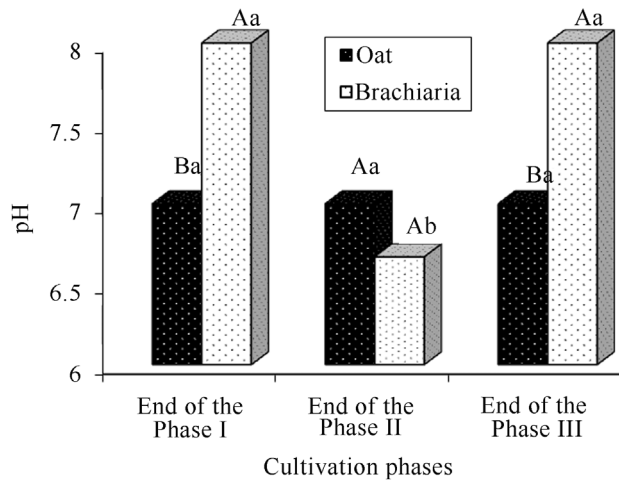 Aa
Aa
8
Oat
Brachiaria
7.5
Ba
Aa
Ba
7
Ab
pH
6.5
6
End of the
Phase I
End of the
Phase II
End of the
Phase III
Cultivation phases